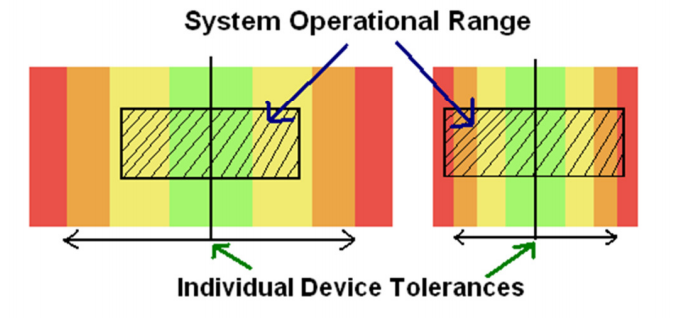 System Operational Range
Individual Device Tolerances